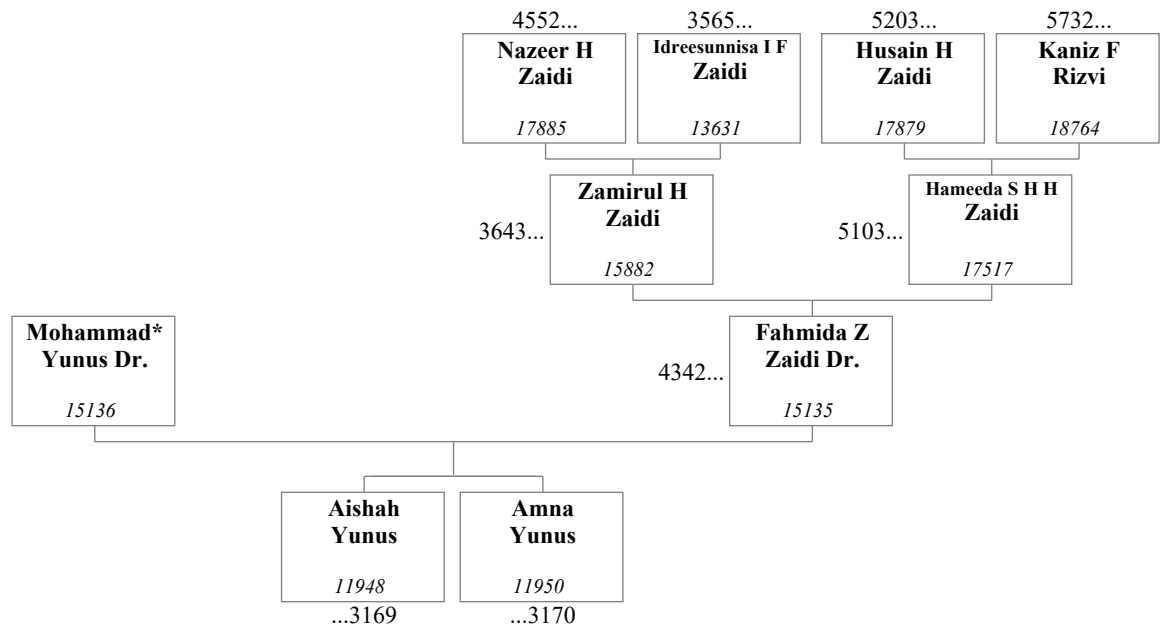 4552...
3565...
5203...
5732...
Nazeer H
Zaidi
17885
Idreesunnisa I F
Zaidi
13631
Husain H
Zaidi
17879
Kaniz F
Rizvi
18764
3643...
Zamirul H
Zaidi
15882
5103...
Hameeda S H H
Zaidi
17517
Mohammad*
Yunus Dr.
15136
4342...
Fahmida Z
Zaidi Dr.
15135
Aishah
Yunus
11948
...3169
Amna
Yunus
11950
...3170